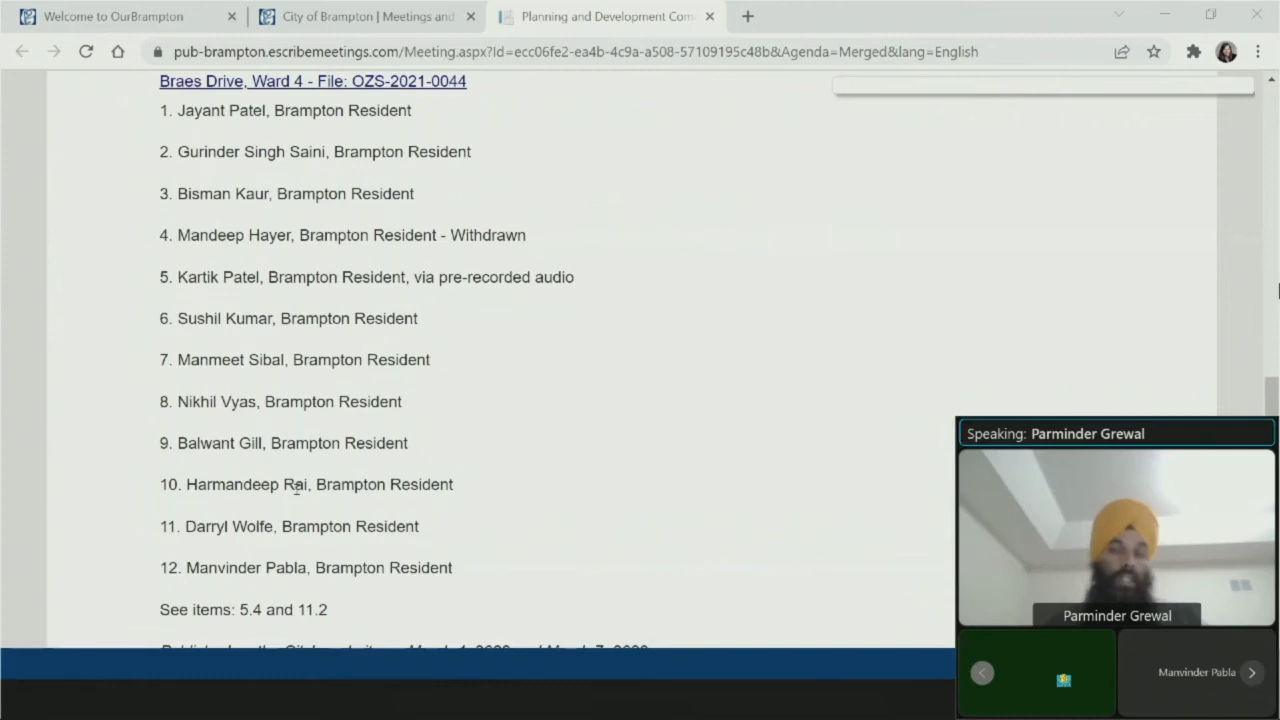 Welcome to OurBrampton
City of Brampton | Meetings and
Planning and Development Com
pub-brampton.escribemeetings.com/Meeting.aspx?Id=ecc06fe2-ea4b-4c9a-a508-57109195c48b&Agenda=Merged&lang=English
Braes Drive, Ward 4 - File: OZS-2021-0044
1. Jayant Patel, Brampton Resident
2. Gurinder Singh Saini, Brampton Resident
3. Bisman Kaur, Brampton Resident
4. Mandeep Hayer, Brampton Resident - Withdrawn
5. Kartik Patel, Brampton Resident, via pre-recorded audio
6. Sushil Kumar, Brampton Resident
7. Manmeet Sibal, Brampton Resident
8. Nikhil Vyas, Brampton Resident
9. Balwant Gill, Brampton Resident
10. Harmandeep Rai, Brampton Resident
11. Darryl Wolfe, Brampton Resident
12. Manvinder Pabla, Brampton Resident
See items: 5.4 and 11.2
Speaking: Parminder Grewal
Parminder Grewal
Manvinder Pabla